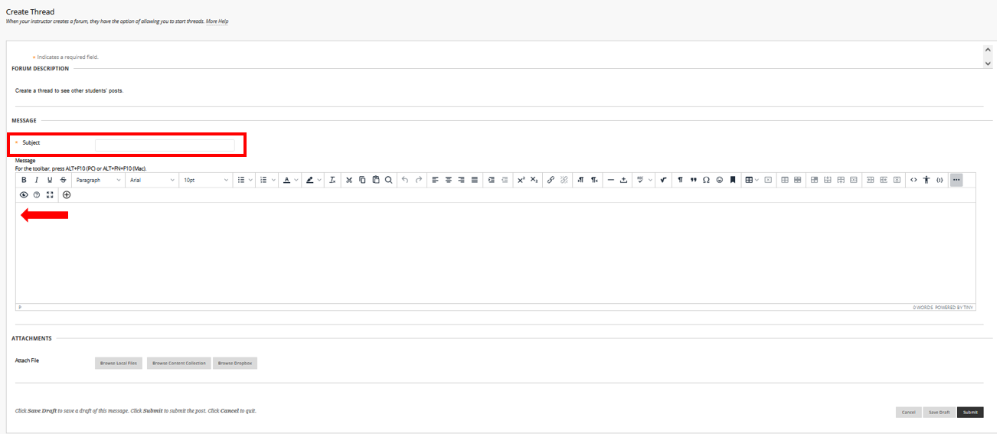 Create Thread
When your instructor creates a forum, they have the option of allowing you to start threads. More Help
* Indicates a required field.
FORUM DESCRIPTION
Create a thread to see other students' posts.
MESSAGE
* Subject
Message
For the toolbar, press ALT+F10 (PC) or ALT+FN+F10 (Mac).
B I U S Paragraph Arial 10pt
P
0 WORDS POWERED BY TINY
ATTACHMENTS
Attach File Browse Local Files Browse Content Collection Browse Dropbox
Click Save Draft to save a draft of this message. Click Submit to submit the post. Click Cancel to quit.
Cancel Save Draft Submit